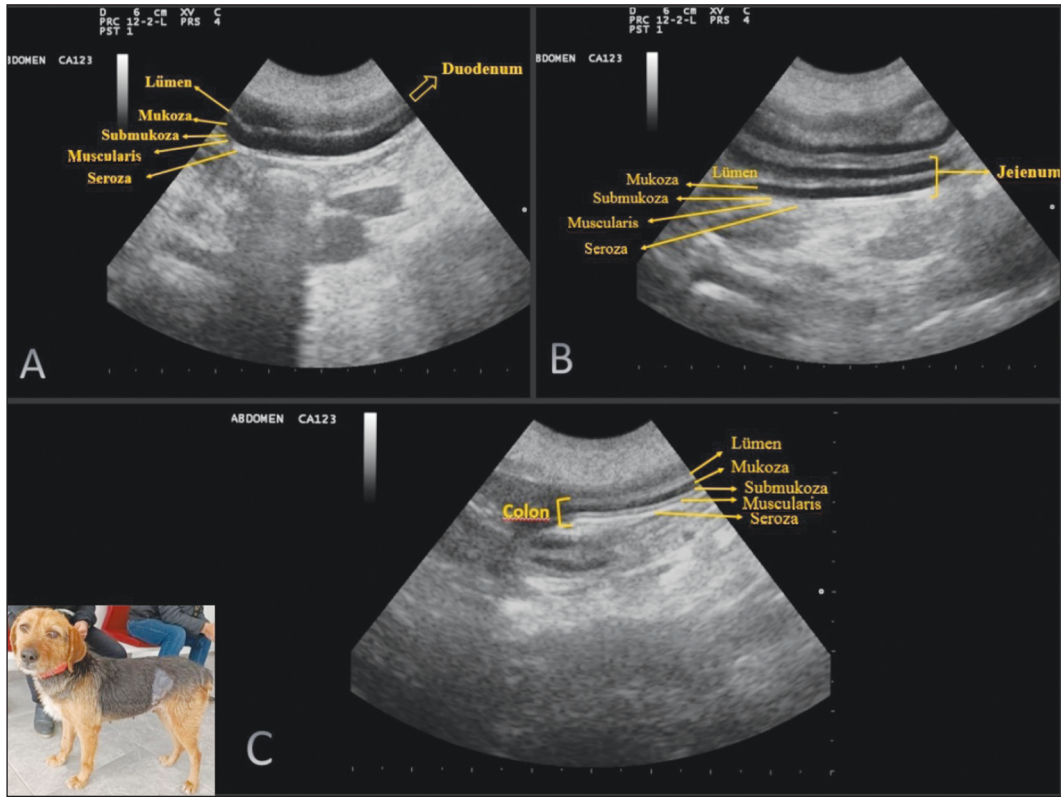 D 6 cm XV C
PRC 12-2-L PRS 4
PST 1
BDOMEN CA123
Lümen
Duodenum
Mukoza
Submukoza
Muscularis
Seroza
A
D 6 cm XV C
PRC 12-2-L PRS 4
PST 1
BDOMEN CA123
Lümen
Mukoza
Jejenum
Submukoza
Muscularis
Seroza
B
ABDOMEN CA123
Lümen
Mukoza
Submukoza
Muscularis
Seroza
Colon
C